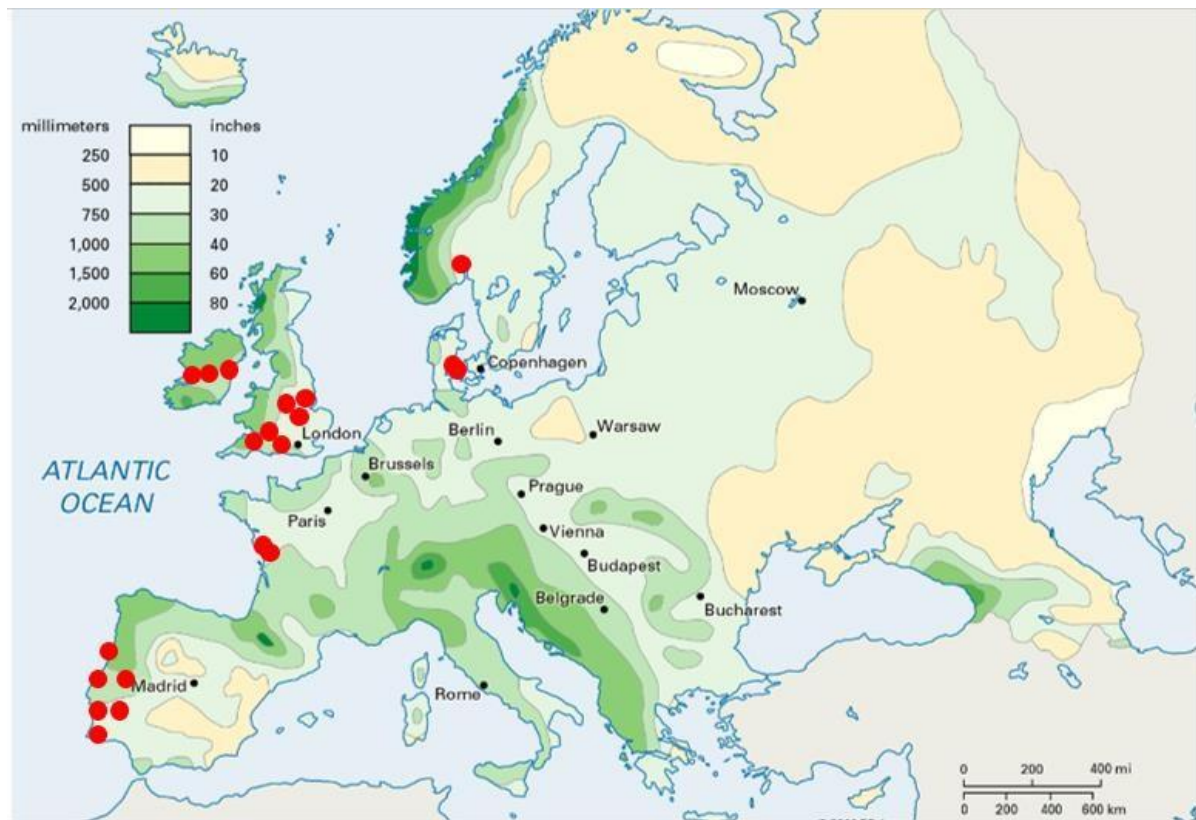 millimeters
inches
250
10
500
20
750
30
1,000
40
1,500
60
2,000
80
Moscow
Copenhagen
London
Berlin
Warsaw
ATLANTIC
OCEAN
Brussels
Prague
Paris
Vienna
Budapest
Belgrade
Bucharest
Madrid
Rome
0
200
400 mi
0
200
400
600 km